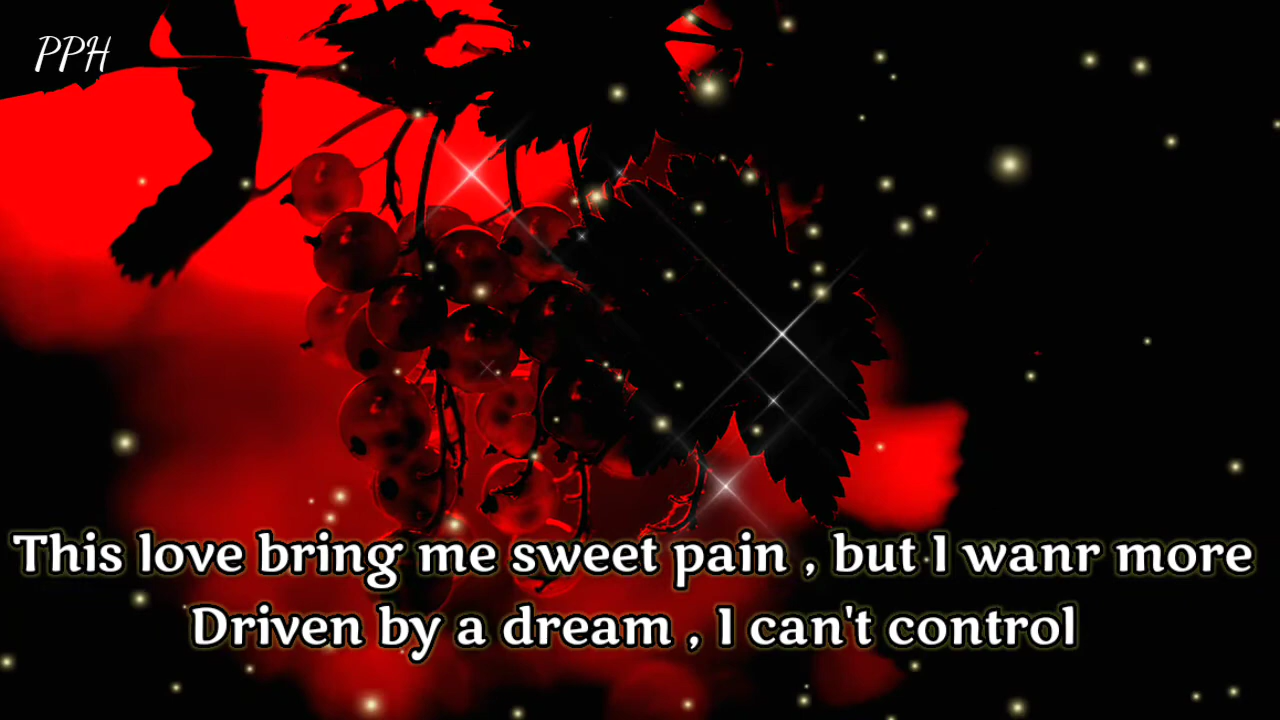 PPH
This love bring me sweet pain , but I wanr more
Driven by a dream , I can't control